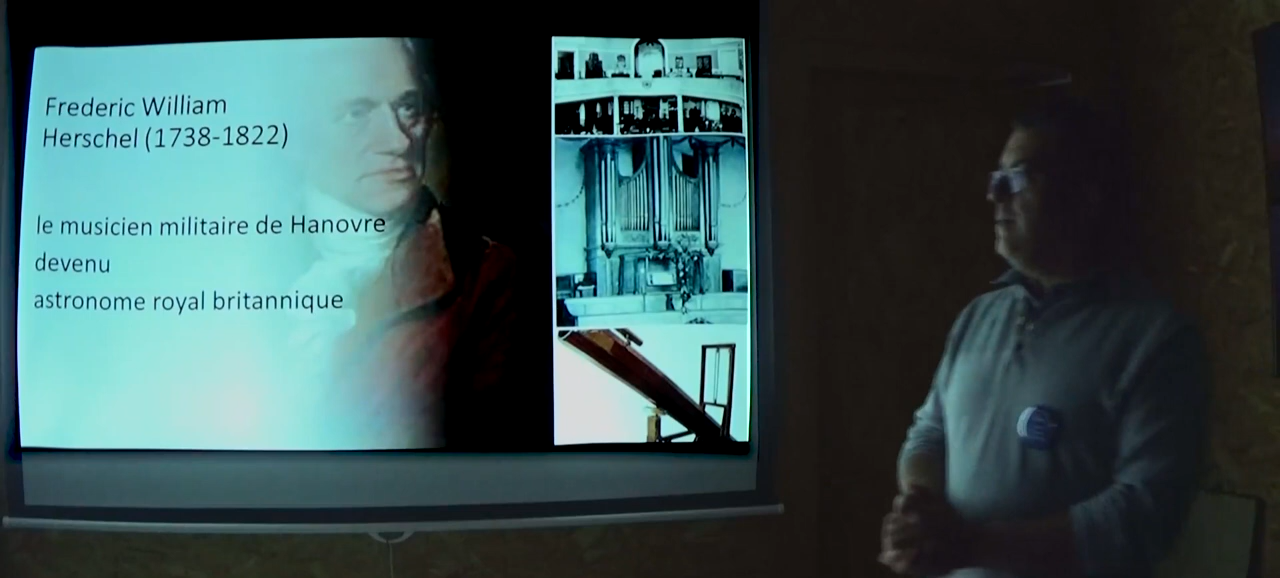 Frederic William
Herschel (1738-1822)
le musicien militaire de Hanovre
devenu
astronome royal britannique